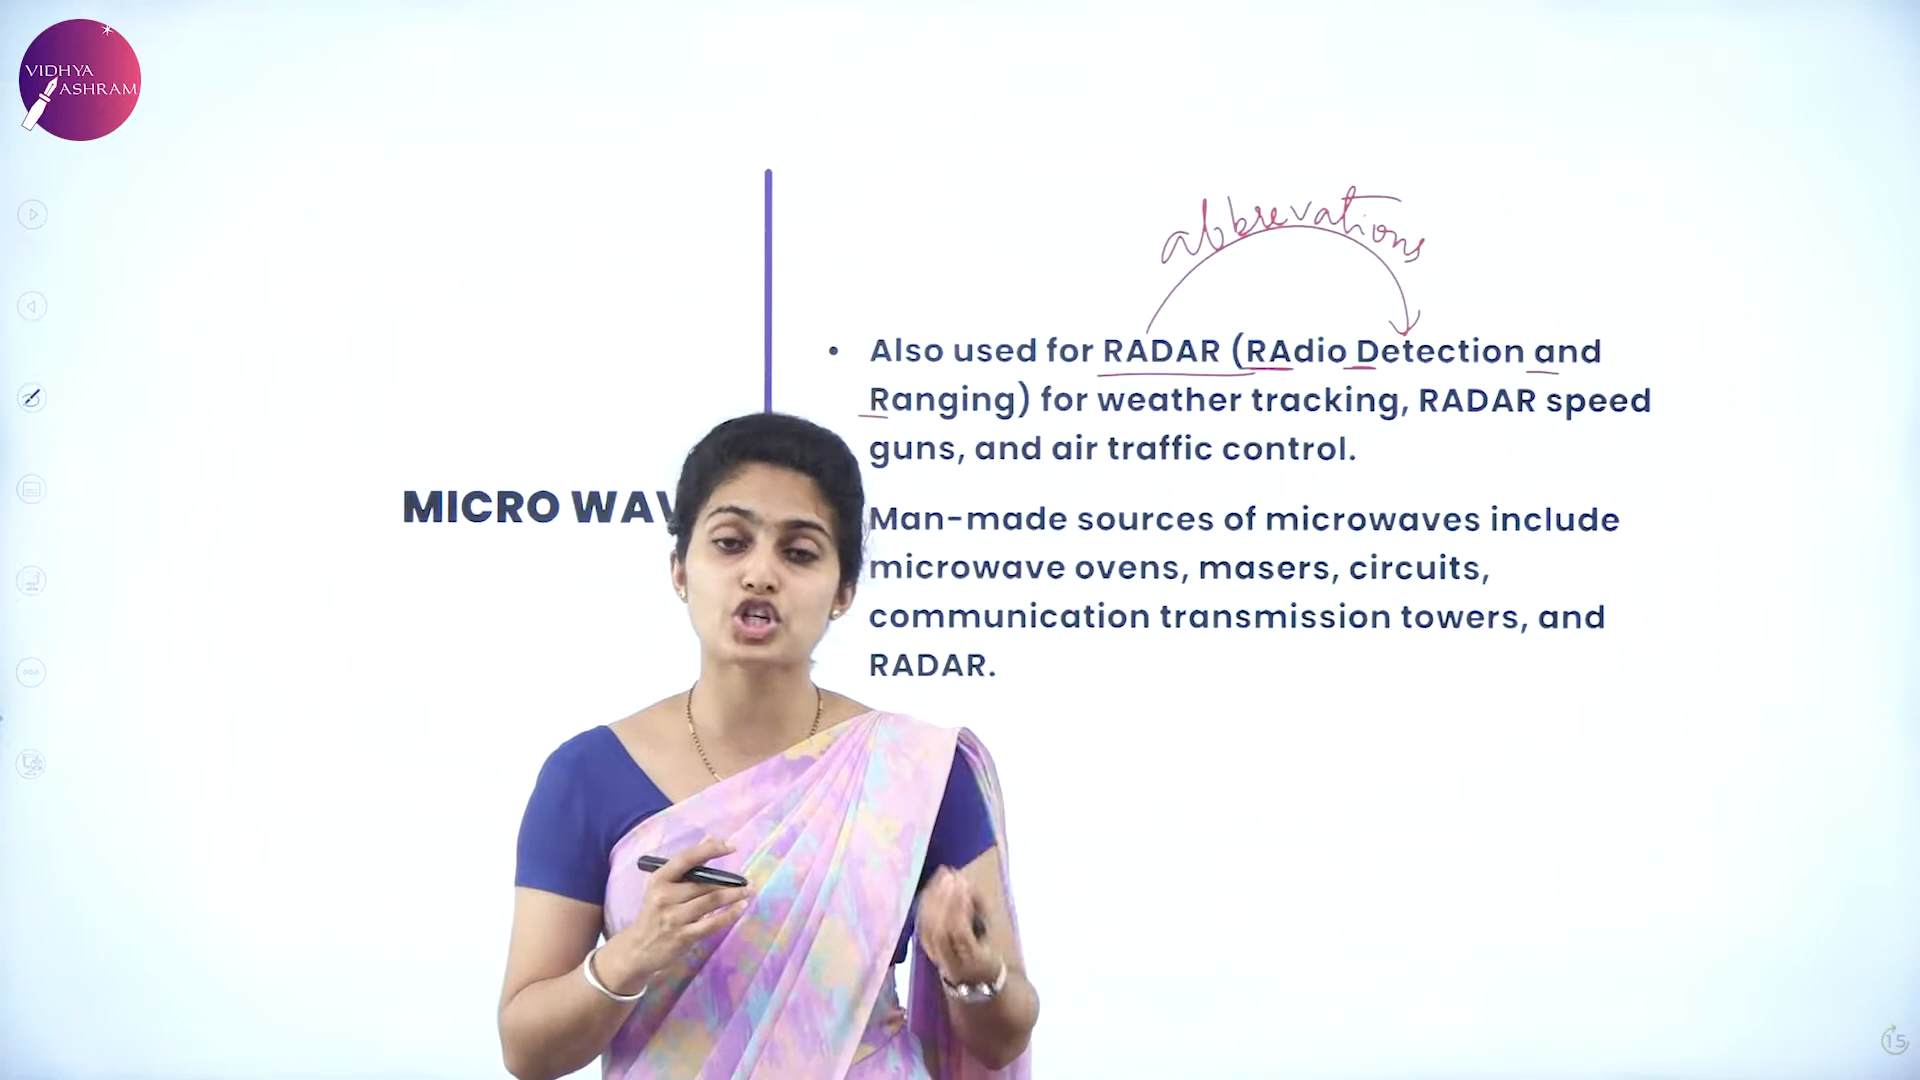 VIDHYA
ASHRAM
abbrevations
• Also used for RADAR (RAdio Detection and
Ranging) for weather tracking, RADAR speed
guns, and air traffic control.
MICRO WAV
Man-made sources of microwaves include
microwave ovens, masers, circuits,
communication transmission towers, and
RADAR.
15